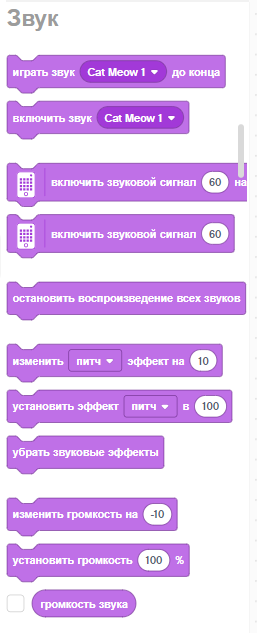 Звук
играть звук Cat Meow 1 до конца
включить звук Cat Meow 1
включить звуковой сигнал 60 на
включить звуковой сигнал 60
остановить воспроизведение всех звуков
изменить питч эффект на 10
установить эффект питч в 100
убрать звуковые эффекты
изменить громкость на -10
установить громкость 100 %
громкость звука